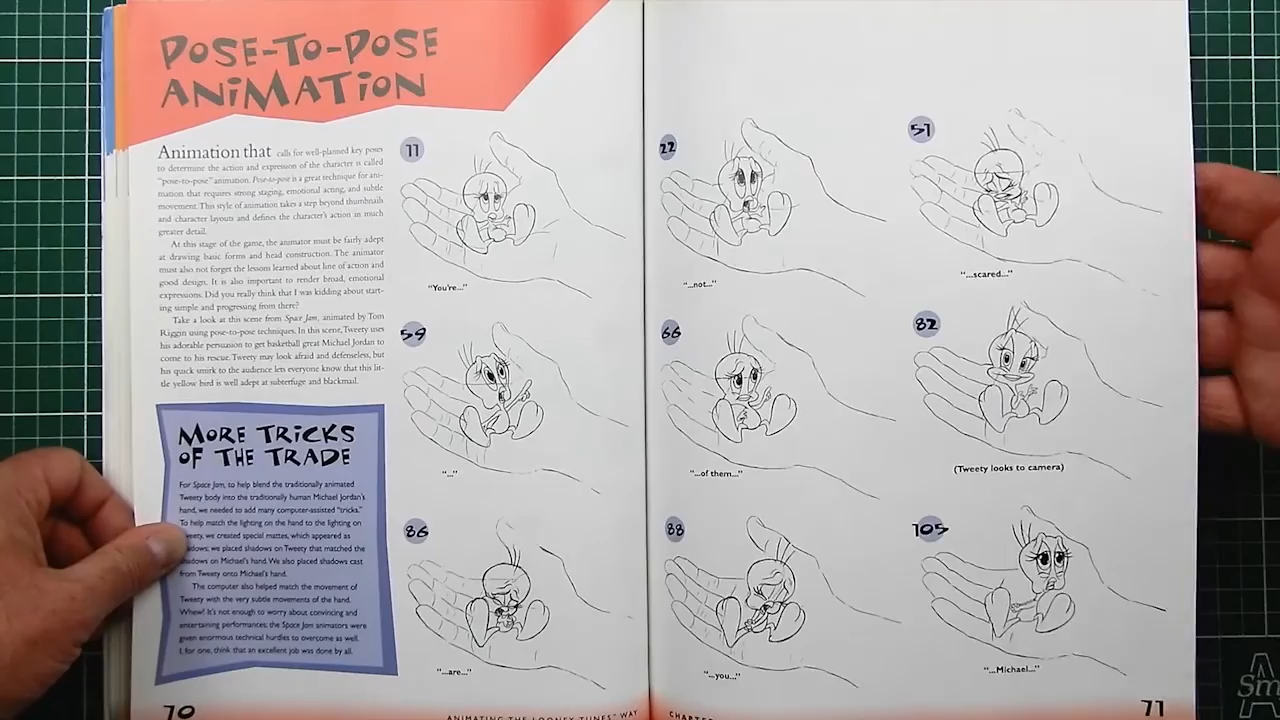 POSE-TO-POSE
ANIMATION
Animation that calls for well-planned key poses
to determine the action and expression of the character is called
"pose-to-pose" animation. Pose-to-pose is a great technique for ani-
mation that requires strong staging, emotional acting, and subtle
movement. This style of animation takes a step beyond thumbnails
and character layouts and defines the character's action in much
greater detail.
At this stage of the game, the animator must be fairly adept
at drawing basic forms and head construction. The animator
must also not forget the lessons learned about line of action and
good design. It is also important to render broad, emotional
expressions. Did you really think that I was kidding about start-
ing simple and progressing from there?
Take a look at this scene from Space Jam, animated by Tom
Riggin using pose-to-pose techniques. In this scene, Tweety uses
his adorable persuasion to get basketball great Michael Jordan to
come to his rescue. Tweety may look afraid and defenseless, but
his quick smirk to the audience lets everyone know that this lit-
tle yellow bird is well adept at subterfuge and blackmail.
MORE TRICKS
OF THE TRADE
For Space Jam, to help blend the traditionally animated
Tweety body into the traditionally human Michael Jordan's
hand, we needed to add many computer-assisted "tricks."
To help match the lighting on the hand to the lighting on
weety, we created special mattes, which appeared as
adows; we placed shadows on Tweety that matched the
shadows on Michael's hand. We also placed shadows cast
from Tweety onto Michael's hand.
The computer also helped match the movement of
Tweety with the very subtle movements of the hand.
Whew! It's not enough to worry about convincing and
entertaining performances; the Space Jam animators were
given enormous technical hurdles to overcome as well.
I, for one, think that an excellent job was done by all.
11
"You're..."
59
"..."
86
"...are..."
70
ANIMATING THE LOONEY TUNES WAY
22
"...not..."
51
"...scared..."
66
"...of them..."
82
(Tweety looks to camera)
88
"...you..."
105
"...Michael..."
CHAPTER
71
A
Sm